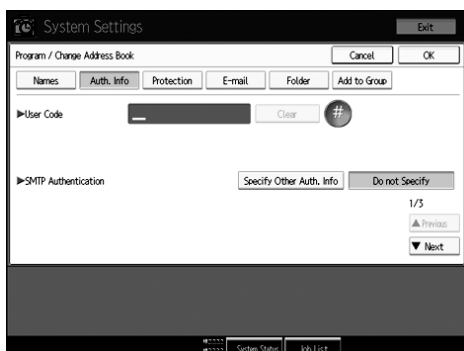 System Settings Exit
Program / Change Address Book Cancel OK
Names Auth. Info Protection E-mail Folder Add to Group
▶User Code Clear #
▶SMTP Authentication Specify Other Auth. Info Do not Specify
1/3
▲ Previous
▼ Next
System Status Job List